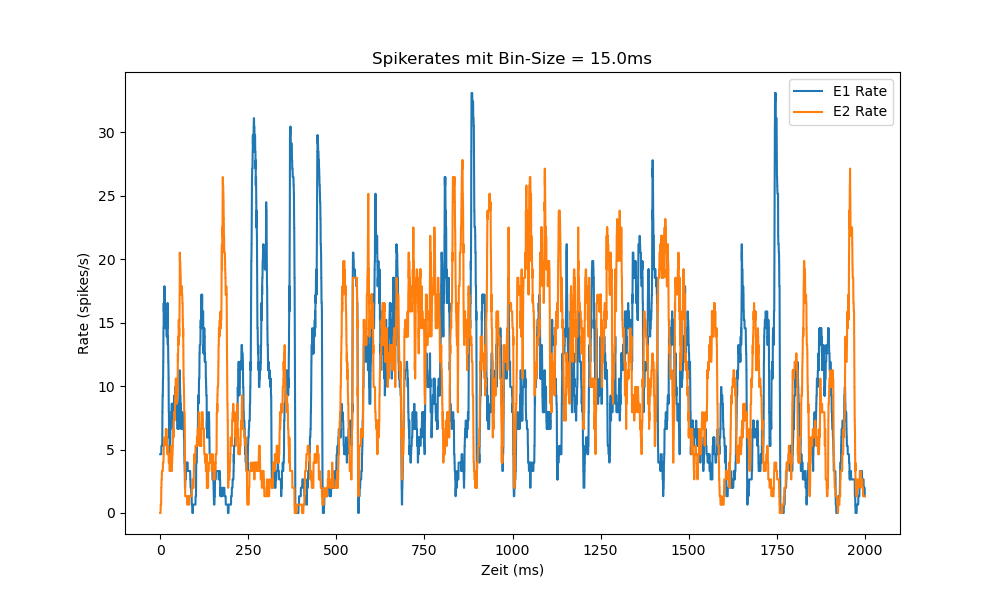 Spikerates mit Bin-Size = 15.0ms
E1 Rate
E2 Rate
Rate (spikes/s)
30
25
20
15
10
5
0
0 250 500 750 1000 1250 1500 1750 2000
Zeit (ms)